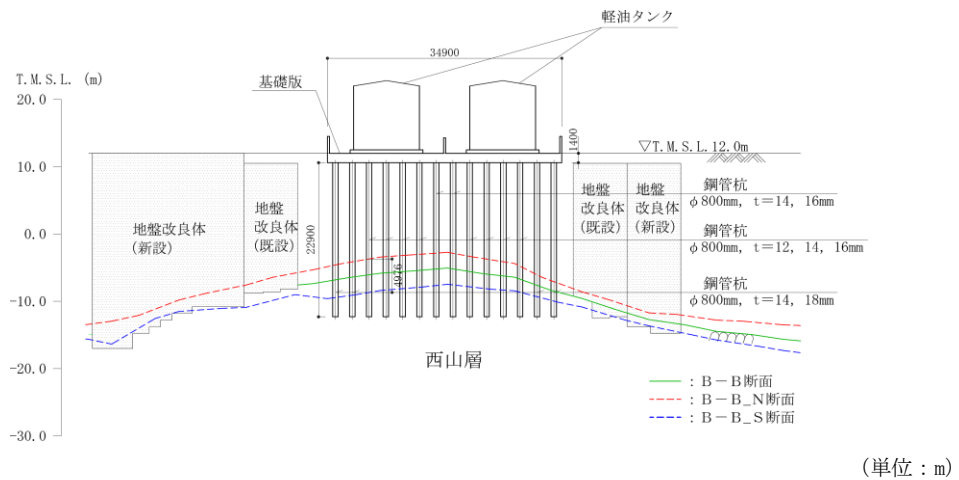 軽油タンク
34900
T.M.S.L. (m)
基礎版
20.0
1400
▽T.M.S.L.12.0m
10.0
鋼管杭
φ800mm, t=14, 16mm
地盤
改良体
(既設)
地盤
改良体
(新設)
地盤
改良体
(既設)
地盤改良体
(新設)
0.0
22900
鋼管杭
φ800mm, t=12, 14, 16mm
4976
鋼管杭
φ800mm, t=14, 18mm
-10.0
西山層
-20.0
：B－B断面
：B－B_N断面
：B－B_S断面
-30.0
(単位：m)